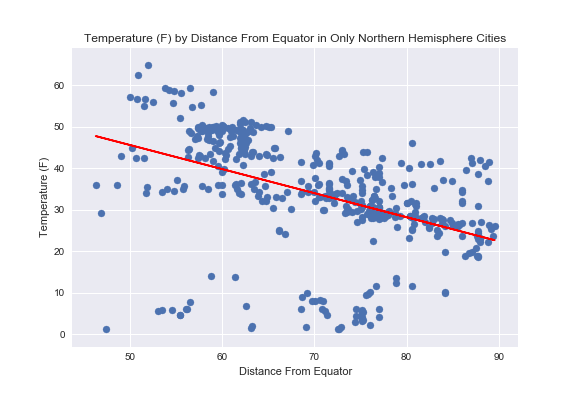 Temperature (F) by Distance From Equator in Only Northern Hemisphere Cities
60
50
40
30
20
10
0
Temperature (F)
50 60 70 80 90
Distance From Equator